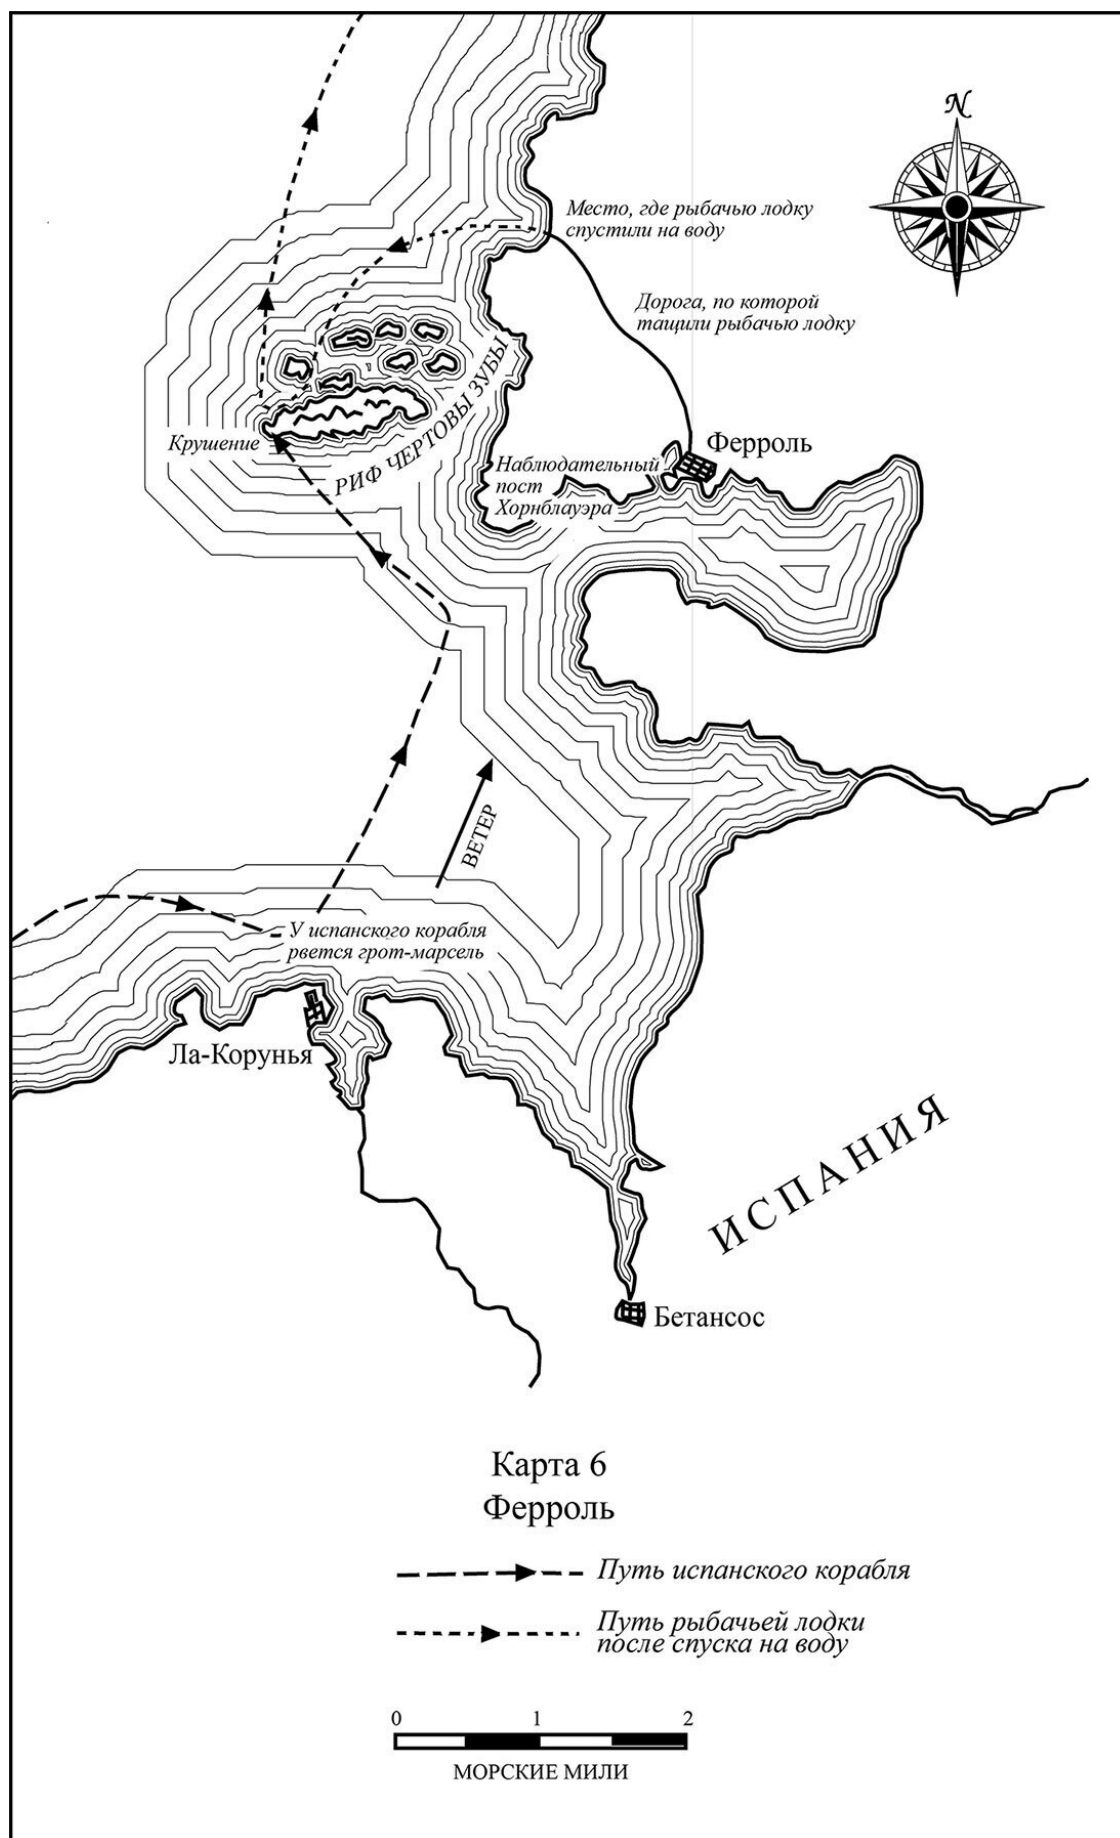 N
Место, где рыбачью лодку
спустили на воду
Дорога, по которой
тащили рыбачью лодку
РИФ ЧЕРТОВЫ ЗУБЫ
Крушение
Ферроль
Наблюдательный
пост
Хорнблауэра
ВЕТЕР
У испанского корабля
рвется грот-марсель
Ла-Корунья
ИСПАНИЯ
Бетансос
Карта 6
Ферроль
Путь испанского корабля
Путь рыбачьей лодки
после спуска на воду
0 1 2
МОРСКИЕ МИЛИ